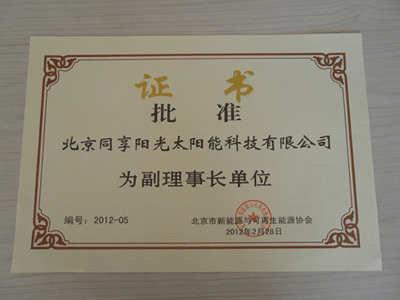 证书
批准
北京同享阳光太阳能科技有限公司
为副理事长单位
编号：2012-05
北京市新能源与可再生能源协会
2012年2月28日